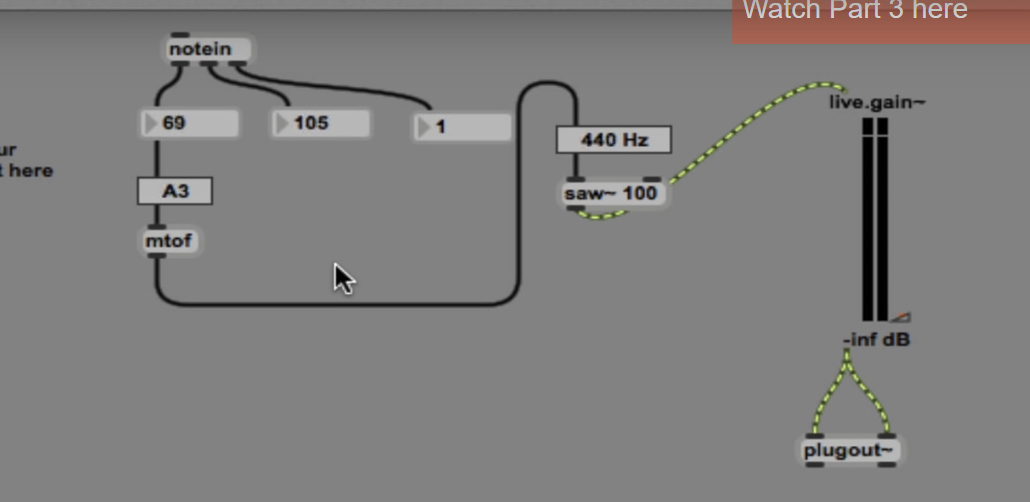 Watch Part 3 here
notein
69
105
1
live.gain~
440 Hz
ur
t here
A3
saw~ 100
mtof
-inf dB
plugout~